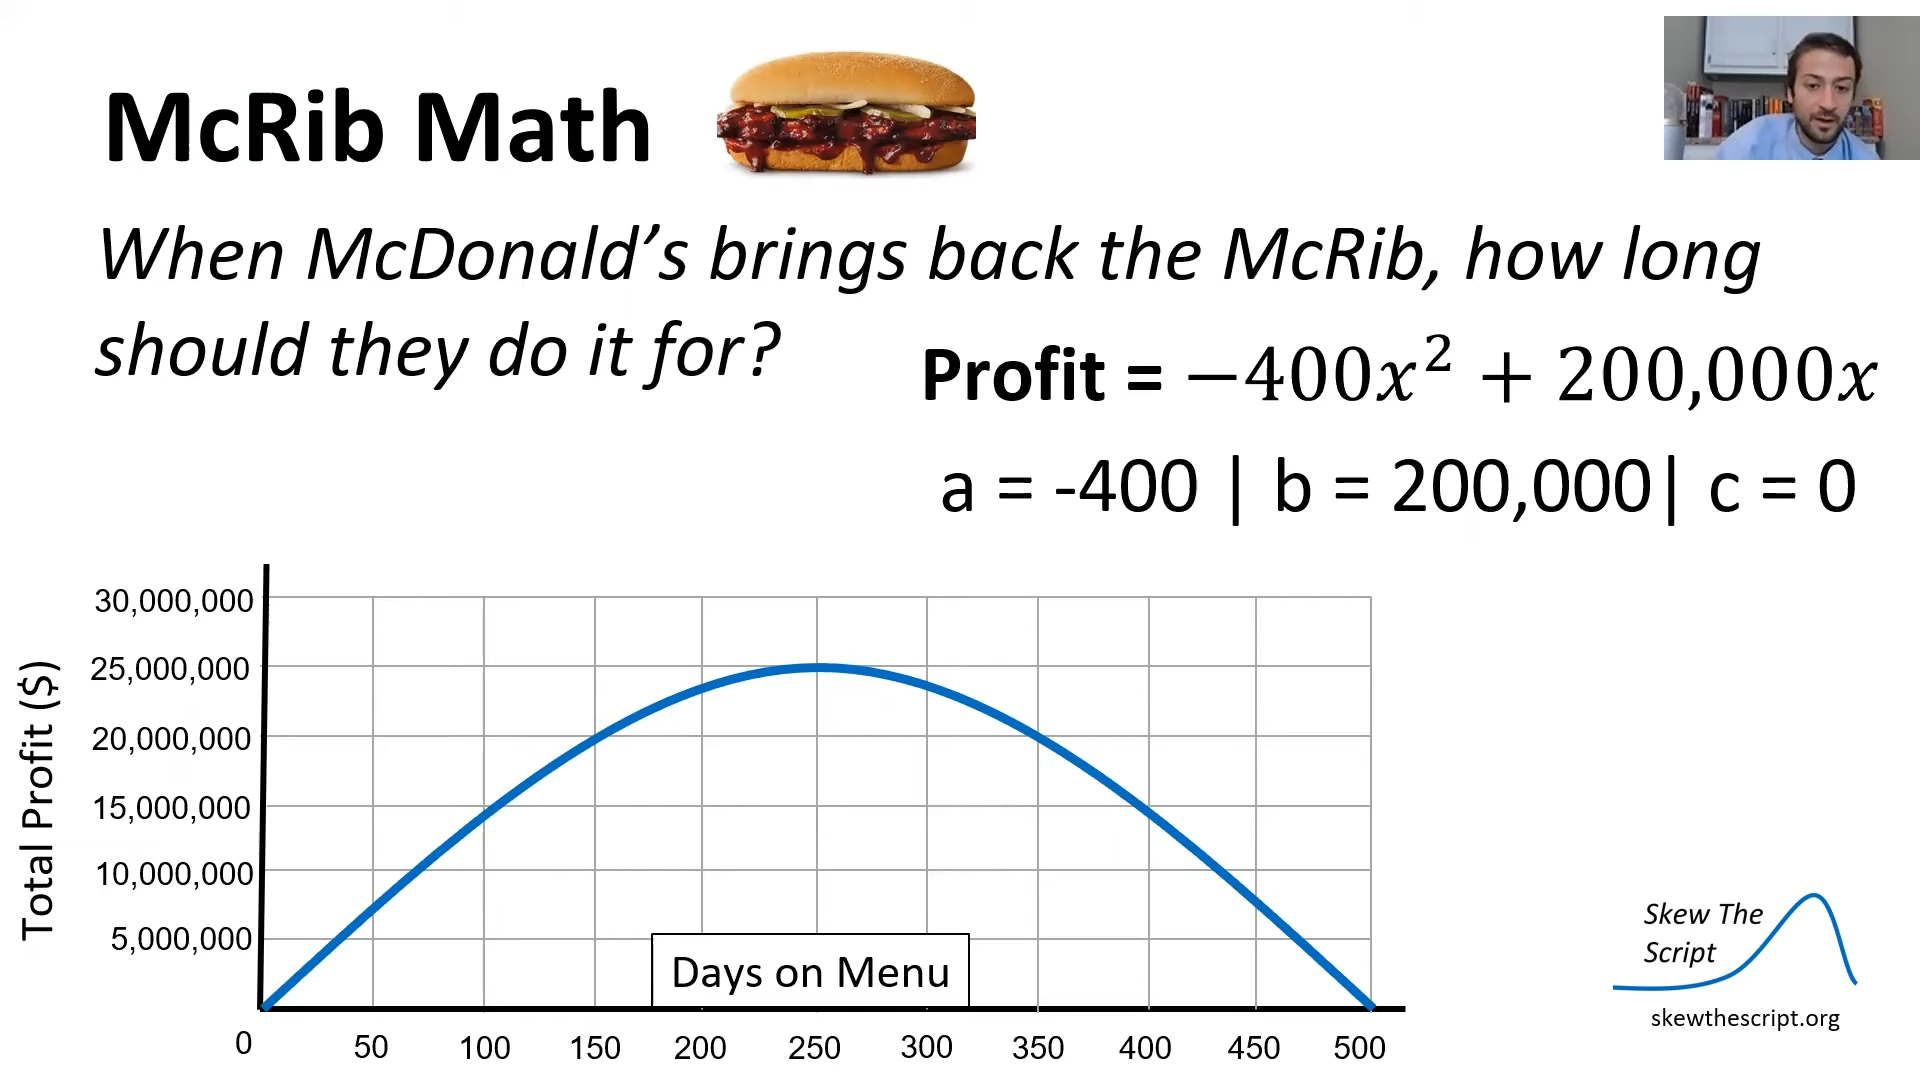 McRib Math
When McDonald’s brings back the McRib, how long
should they do it for?
Profit = −400x² + 200,000x
a = -400 | b = 200,000| c = 0
Total Profit ($)
30,000,000
25,000,000
20,000,000
15,000,000
10,000,000
5,000,000
Days on Menu
0 50 100 150 200 250 300 350 400 450 500
Skew The
Script
skewthescript.org